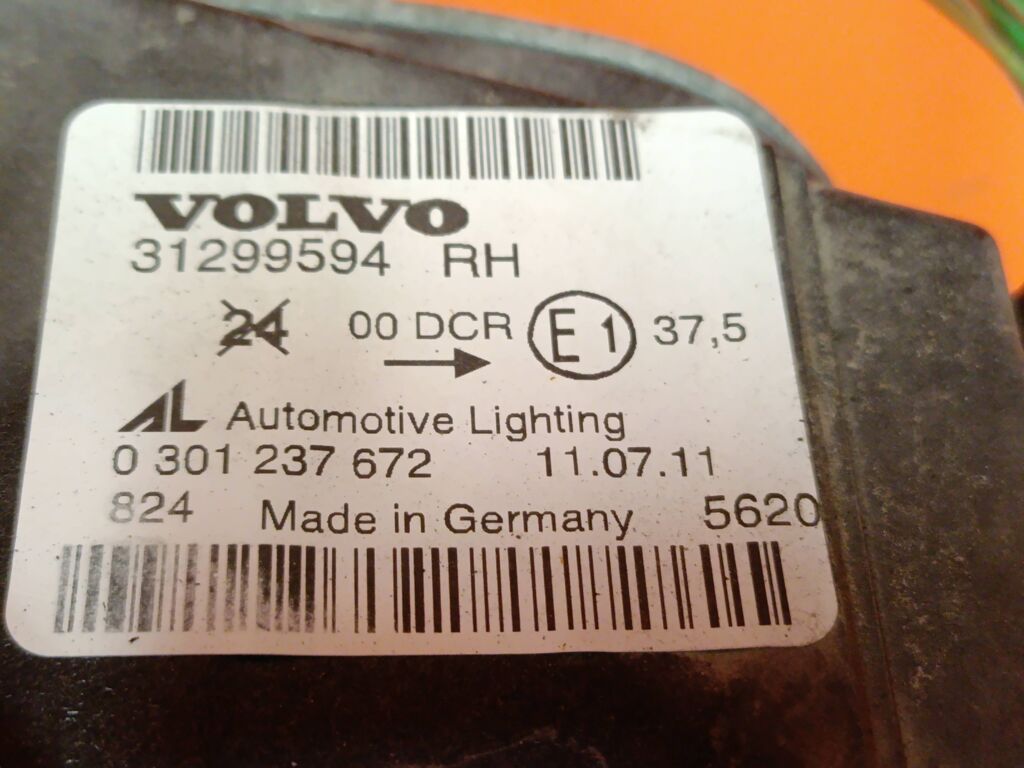 VOLVO
31299594 RH
24 00 DCR E1 37,5
AL Automotive Lighting
0 301 237 672 11.07.11
824 Made in Germany 5620